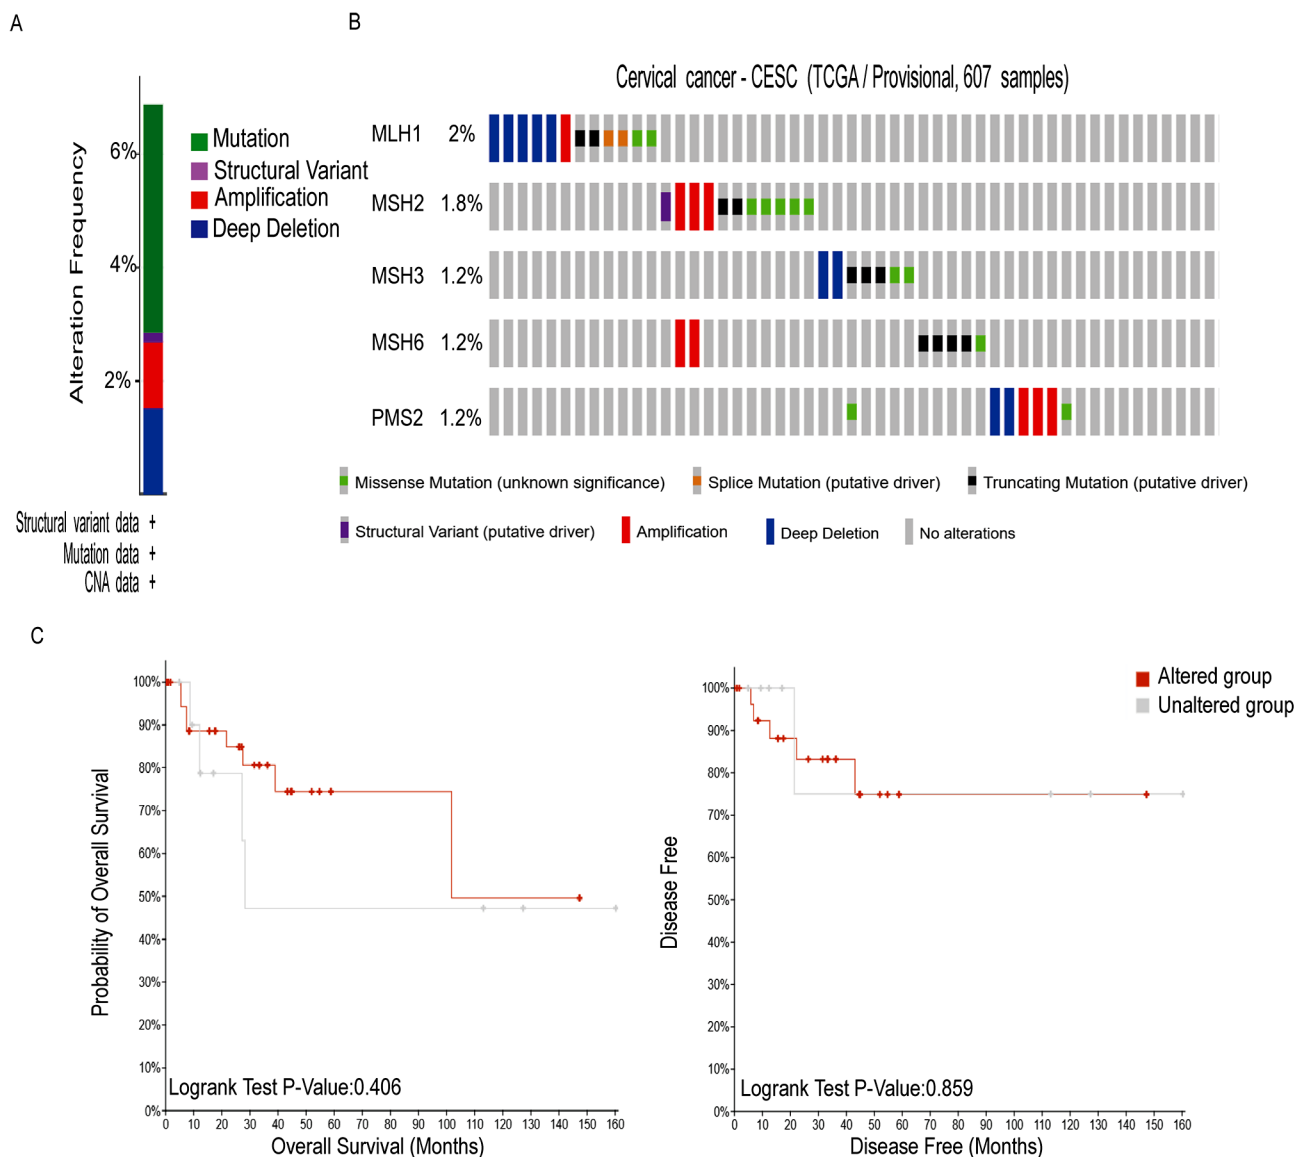 A
B
Cervical cancer - CESC (TCGA / Provisional, 607 samples)
Alteration Frequency
6%
4%
2%
Mutation
Structural Variant
Amplification
Deep Deletion
Structural variant data +
Mutation data +
CNA data +
MLH1 2%
MSH2 1.8%
MSH3 1.2%
MSH6 1.2%
PMS2 1.2%
Missense Mutation (unknown significance) Splice Mutation (putative driver) Truncating Mutation (putative driver)
Structural Variant (putative driver) Amplification Deep Deletion No alterations
C
Probability of Overall Survival
100%
90%
80%
70%
60%
50%
40%
30%
20%
10%
0%
Logrank Test P-Value:0.406
0 10 20 30 40 50 60 70 80 90 100 110 120 130 140 150 160
Overall Survival (Months)
Disease Free
100%
90%
80%
70%
60%
50%
40%
30%
20%
10%
0%
Logrank Test P-Value:0.859
0 10 20 30 40 50 60 70 80 90 100 110 120 130 140 150 160
Disease Free (Months)
Altered group
Unaltered group